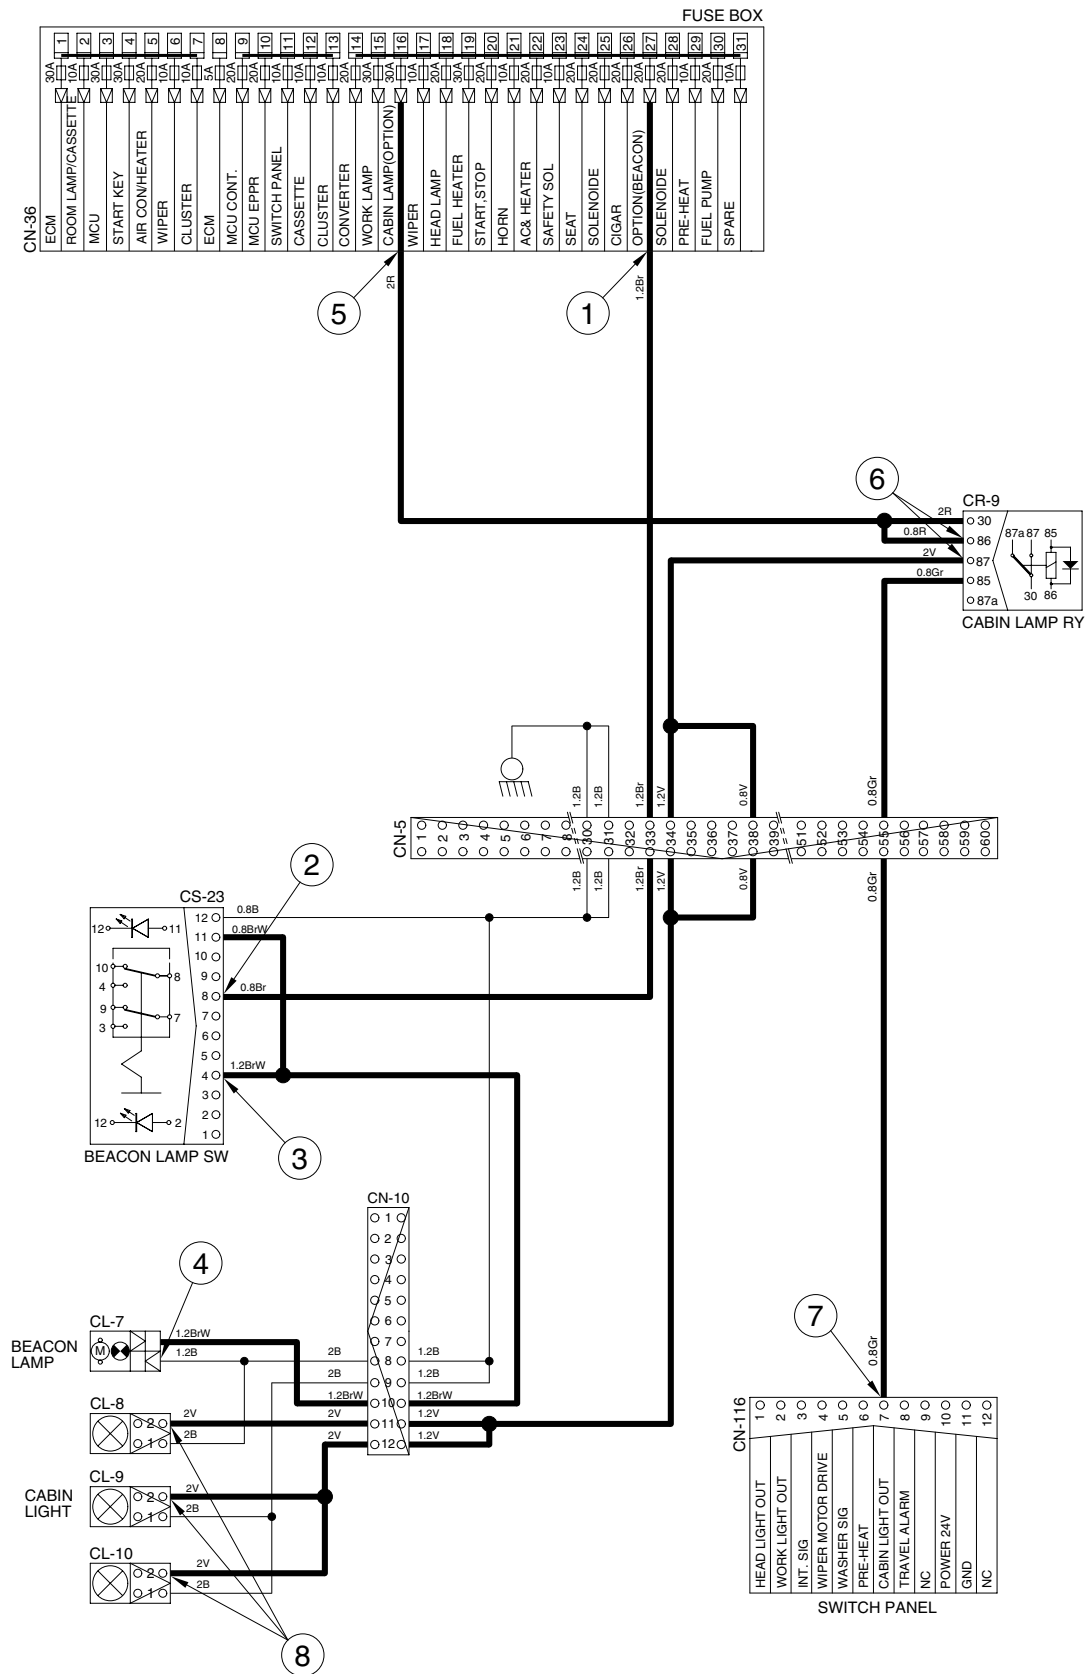 FUSE BOX
1 2 3 4 5 6 7 8 9 10 11 12 13 14 15 16 17 18 19 20 21 22 23 24 25 26 27 28 29 30 31
30A 10A 30A 30A 20A 10A 10A 5A 20A 20A 10A 10A 10A 20A 30A 20A 10A 20A 30A 20A 10A 20A 10A 20A 20A 10A 20A 10A 20A 10A
CN-36
ECM
ROOM LAMP/CASSETTE
MCU
START KEY
AIR CON/HEATER
WIPER
CLUSTER
ECM
MCU CONT.
MCU EPPR
SWITCH PANEL
CASSETTE
CLUSTER
CONVERTER
WORK LAMP
CABIN LAMP(OPTION)
WIPER
HEAD LAMP
FUEL HEATER
START,STOP
HORN
AC& HEATER
SAFETY SOL
SEAT
SOLENOIDE
CIGAR
OPTION(BEACON)
SOLENOIDE
PRE-HEAT
FUEL PUMP
SPARE
5
2R
1
1.2Br
6
CR-9
2R
30
0.8R
86
2V
87
0.8Gr
85
87a
87a 87 85
30 86
CABIN LAMP RY
1.2B 1.2B 1.2Br 1.2V 0.8V 0.8Gr
CN-5
1 2 3 4 5 6 7 8 30 31 32 33 34 35 36 37 38 39 51 52 53 54 55 56 57 58 59 60
1.2B 1.2B 1.2Br 1.2V 0.8V 0.8Gr
2
CS-23
12 0.8B
11 0.8BrW
10
9
8 0.8Br
7
6
5
4 1.2BrW
3
2
1
12 11
10 8
4
9 7
3
12 2
BEACON LAMP SW
3
CN-10
1
2
3
4
5
6
7
8
9
10
11
12
4
CL-7
BEACON
LAMP
M
1.2BrW
1.2B
2B 1.2B
2B 1.2B
1.2BrW 1.2BrW
2V 1.2V
2V 1.2V
CL-8
2 2V
1 2B
CL-9
CABIN
LIGHT
2 2V
1 2B
CL-10
2 2V
1 2B
8
7
0.8Gr
CN-116
1 2 3 4 5 6 7 8 9 10 11 12
HEAD LIGHT OUT
WORK LIGHT OUT
INT. SIG
WIPER MOTOR DRIVE
WASHER SIG
PRE-HEAT
CABIN LIGHT OUT
TRAVEL ALARM
NC
POWER 24V
GND
NC
SWITCH PANEL